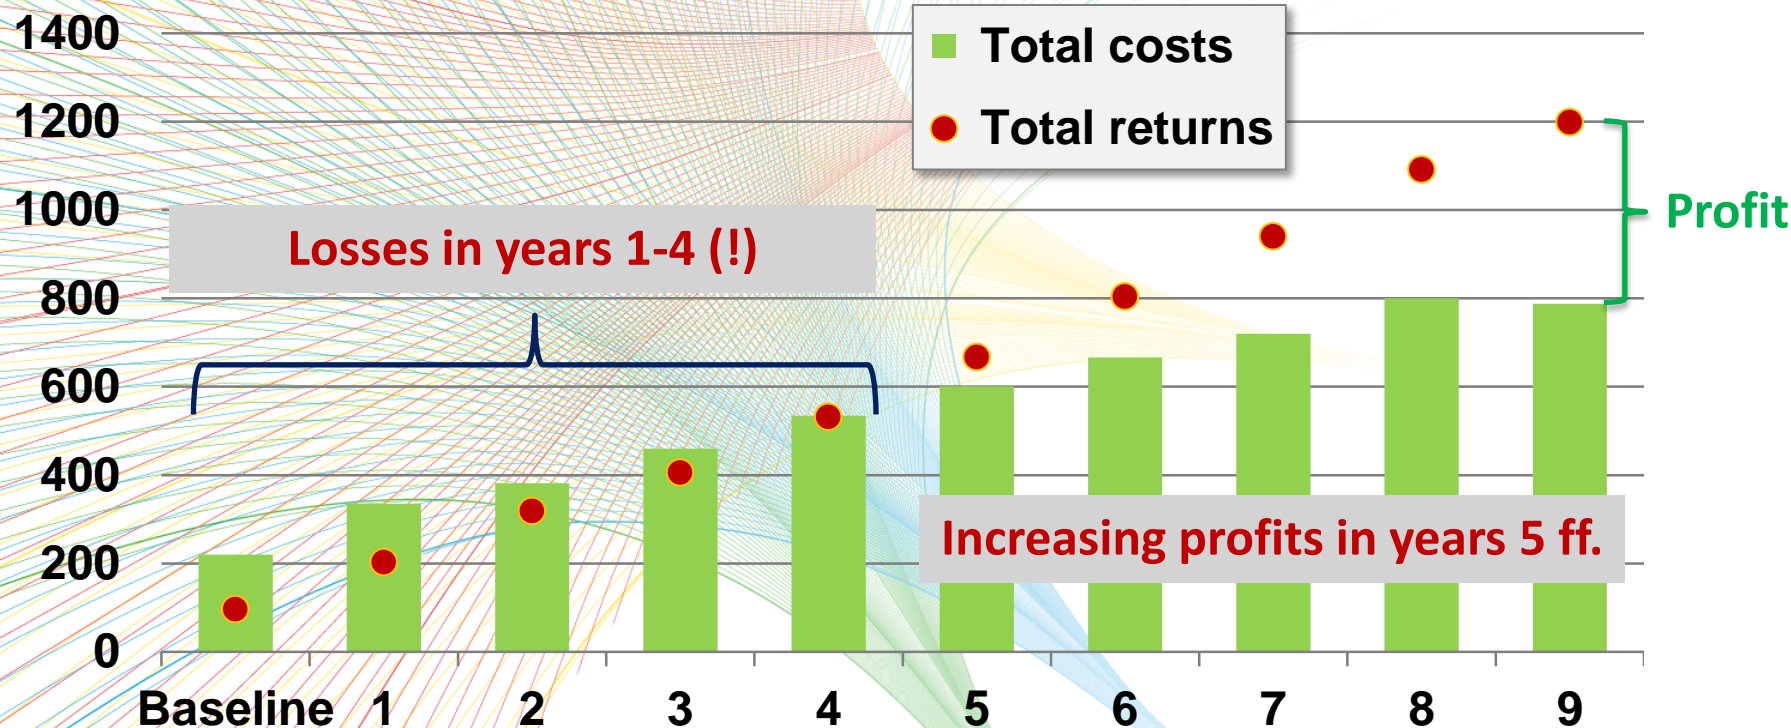 1400
1200
1000
800
600
400
200
0
Total costs
Total returns
Profit
Losses in years 1-4 (!)
Increasing profits in years 5 ff.
Baseline 1 2 3 4 5 6 7 8 9